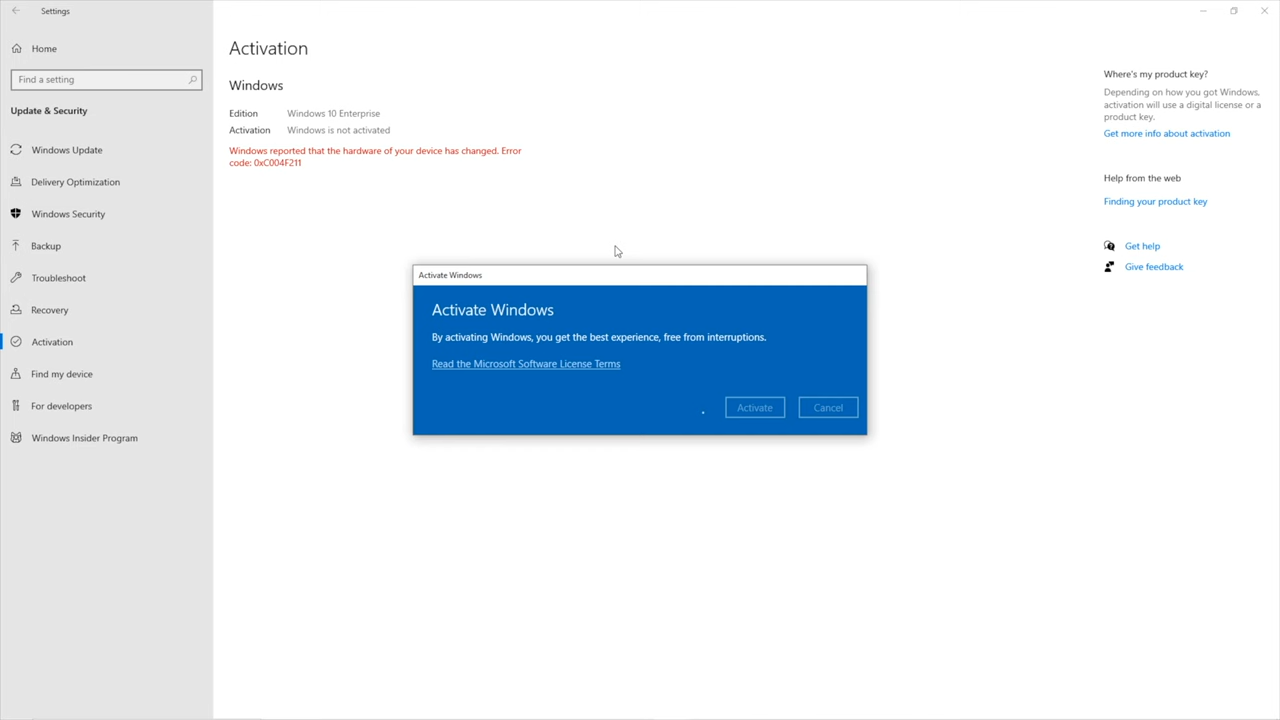 Settings
Home
Find a setting
Update & Security
Windows Update
Delivery Optimization
Windows Security
Backup
Troubleshoot
Recovery
Activation
Find my device
For developers
Windows Insider Program
Activation
Windows
Edition Windows 10 Enterprise
Activation Windows is not activated
Windows reported that the hardware of your device has changed. Error
code: 0xC004F211
Activate Windows
Activate Windows
By activating Windows, you get the best experience, free from interruptions.
Read the Microsoft Software License Terms
Activate Cancel
Where's my product key?
Depending on how you got Windows,
activation will use a digital license or a
product key.
Get more info about activation
Help from the web
Finding your product key
Get help
Give feedback